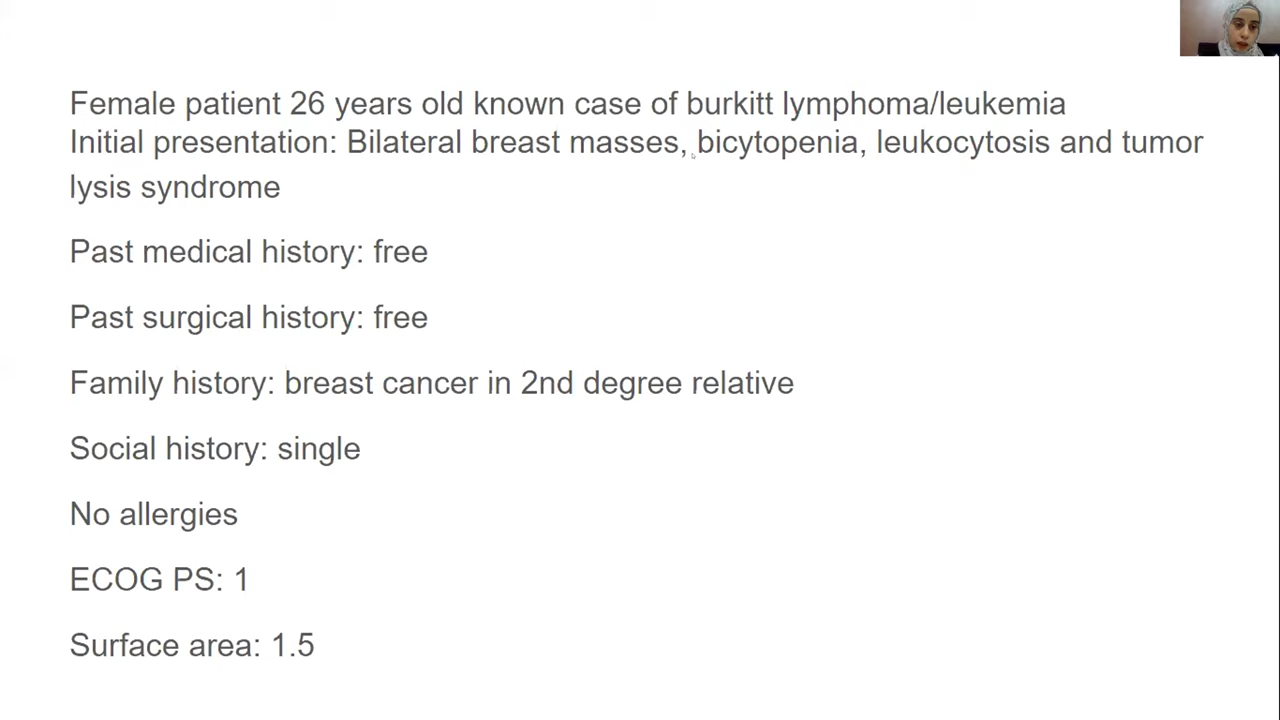 Female patient 26 years old known case of burkitt lymphoma/leukemia
Initial presentation: Bilateral breast masses, bicytopenia, leukocytosis and tumor
lysis syndrome
Past medical history: free
Past surgical history: free
Family history: breast cancer in 2nd degree relative
Social history: single
No allergies
ECOG PS: 1
Surface area: 1.5